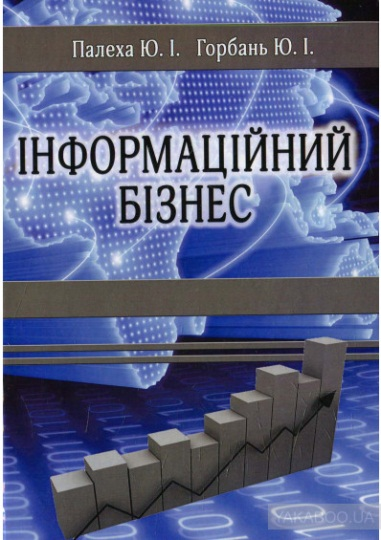 Палеха Ю. І. Горбань Ю. І.
ІНФОРМАЦІЙНИЙ
БІЗНЕС
YAKABOO.UA